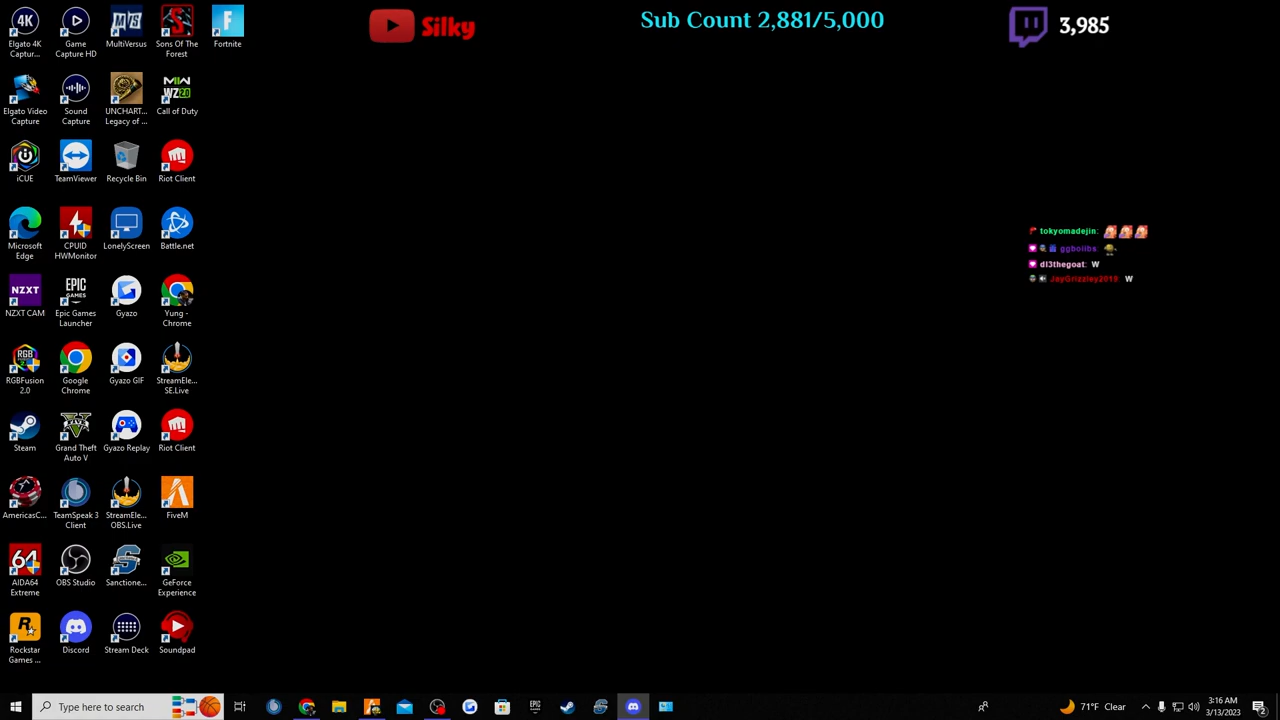 Silky
Sub Count 2,881/5,000
3,985
Elgato 4K
Captur...
Game
Capture HD
MultiVersus
Sons Of The
Forest
Fortnite
Elgato Video
Capture
Sound
Capture
UNCHART...
Legacy of ...
Call of Duty
iCUE
TeamViewer
Recycle Bin
Riot Client
Microsoft
Edge
CPUID
HWMonitor
LonelyScreen
Battle.net
NZXT
NZXT CAM
EPIC
GAMES
Epic Games
Launcher
Gyazo
Yung -
Chrome
RGBFusion
2.0
Google
Chrome
Gyazo GIF
StreamEle...
SE.Live
Steam
Grand Theft
Auto V
Gyazo Replay
Riot Client
AmericasC...
TeamSpeak 3
Client
StreamEle...
OBS.Live
FiveM
64
AIDA64
Extreme
OBS Studio
Sanctione...
GeForce
Experience
Rockstar
Games ...
Discord
Stream Deck
Soundpad
tokyomadejin:
ggbolibs:
dl3thegoat: W
JayGrizzley2018: W
Type here to search
71°F Clear
3:16 AM
3/13/2023
2